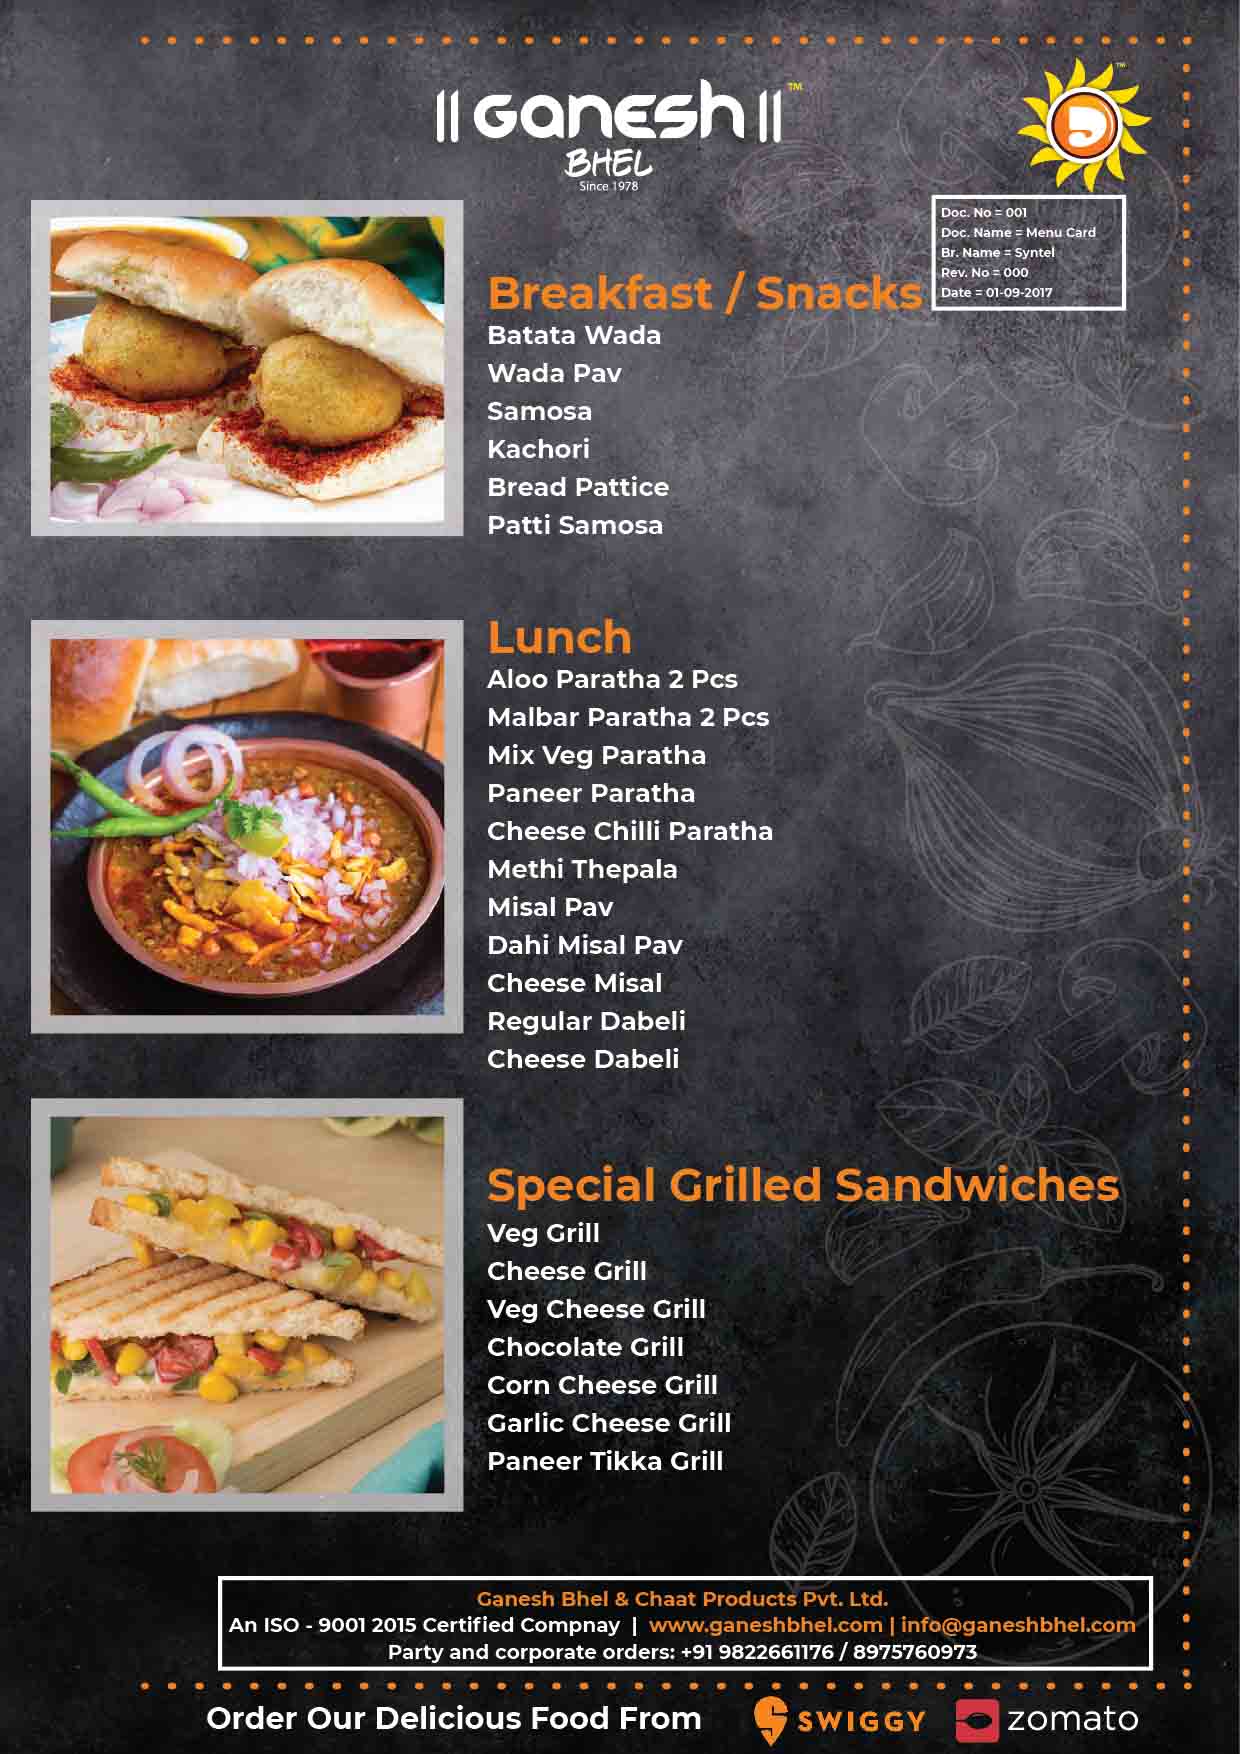 || Ganesh || ™
BHEL
Since 1978
™
Doc. No = 001
Doc. Name = Menu Card
Br. Name = Syntel
Rev. No = 000
Date = 01-09-2017
Breakfast / Snacks
Batata Wada
Wada Pav
Samosa
Kachori
Bread Pattice
Patti Samosa
Lunch
Aloo Paratha 2 Pcs
Malbar Paratha 2 Pcs
Mix Veg Paratha
Paneer Paratha
Cheese Chilli Paratha
Methi Thepala
Misal Pav
Dahi Misal Pav
Cheese Misal
Regular Dabeli
Cheese Dabeli
Special Grilled Sandwiches
Veg Grill
Cheese Grill
Veg Cheese Grill
Chocolate Grill
Corn Cheese Grill
Garlic Cheese Grill
Paneer Tikka Grill
Ganesh Bhel & Chaat Products Pvt. Ltd.
An ISO - 9001 2015 Certified Compnay | www.ganeshbhel.com | info@ganeshbhel.com
Party and corporate orders: +91 9822661176 / 8975760973
Order Our Delicious Food From SWIGGY zomato